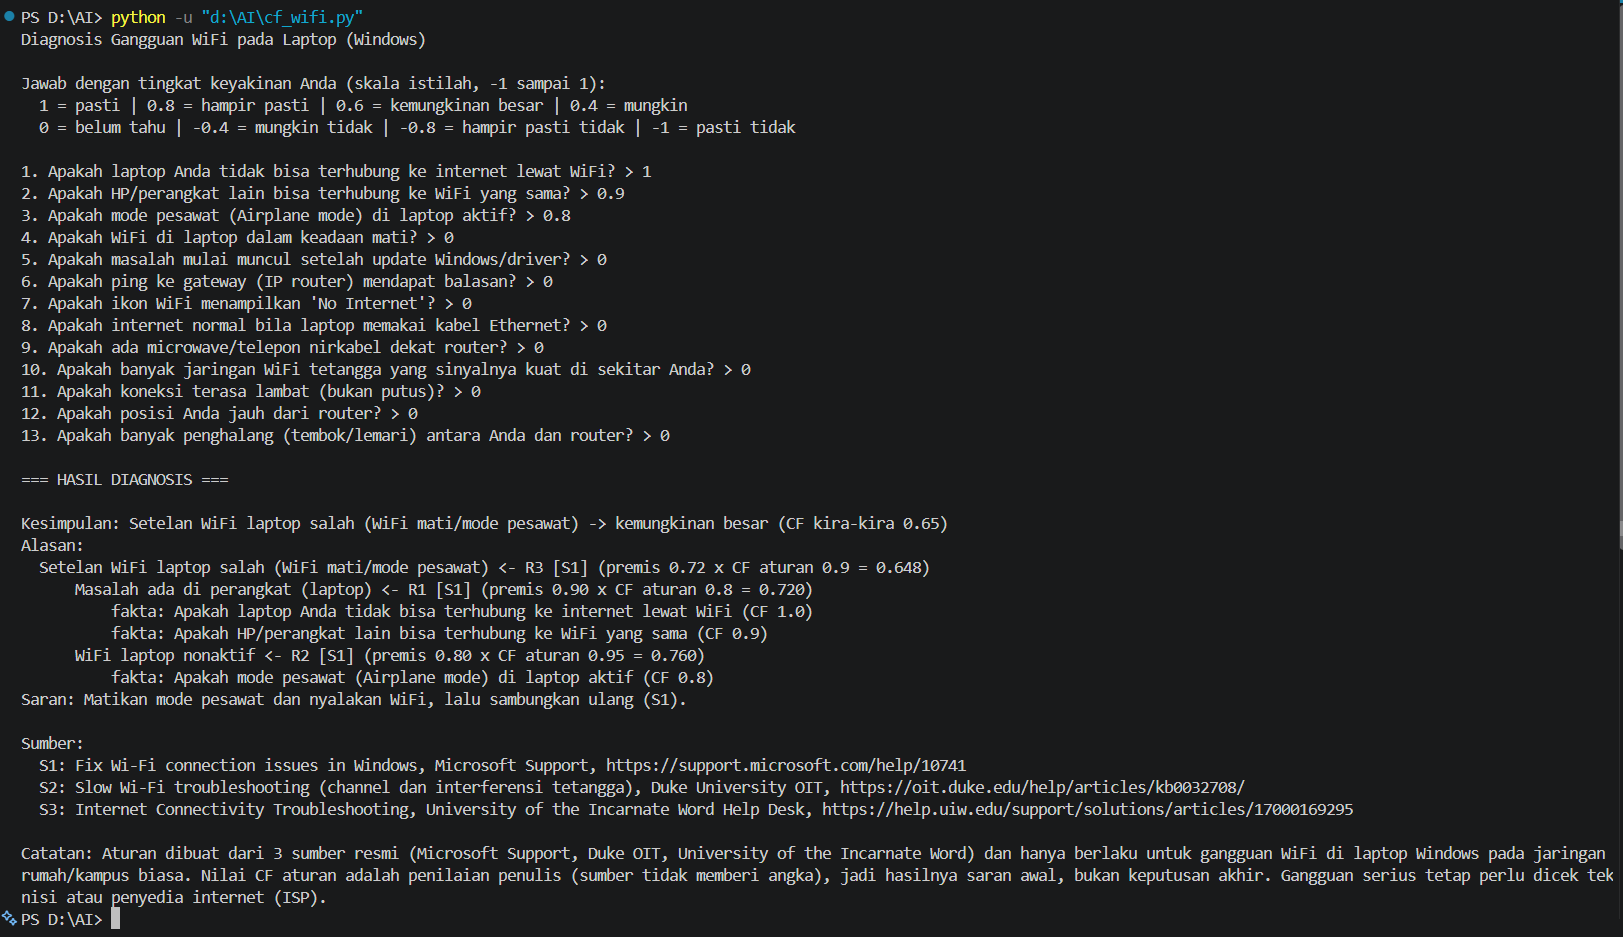 PS D:\AI> python -u "d:\AI\cf_wifi.py"
Diagnosis Gangguan WiFi pada Laptop (Windows)
Jawab dengan tingkat keyakinan Anda (skala istilah, -1 sampai 1):
1 = pasti | 0.8 = hampir pasti | 0.6 = kemungkinan besar | 0.4 = mungkin
0 = belum tahu | -0.4 = mungkin tidak | -0.8 = hampir pasti tidak | -1 = pasti tidak
1. Apakah laptop Anda tidak bisa terhubung ke internet lewat WiFi? > 1
2. Apakah HP/perangkat lain bisa terhubung ke WiFi yang sama? > 0.9
3. Apakah mode pesawat (Airplane mode) di laptop aktif? > 0.8
4. Apakah WiFi di laptop dalam keadaan mati? > 0
5. Apakah masalah mulai muncul setelah update Windows/driver? > 0
6. Apakah ping ke gateway (IP router) mendapat balasan? > 0
7. Apakah ikon WiFi menampilkan 'No Internet'? > 0
8. Apakah internet normal bila laptop memakai kabel Ethernet? > 0
9. Apakah ada microwave/telepon nirkabel dekat router? > 0
10. Apakah banyak jaringan WiFi tetangga yang sinyalnya kuat di sekitar Anda? > 0
11. Apakah koneksi terasa lambat (bukan putus)? > 0
12. Apakah posisi Anda jauh dari router? > 0
13. Apakah banyak penghalang (tembok/lemari) antara Anda dan router? > 0
=== HASIL DIAGNOSIS ===
Kesimpulan: Setelan WiFi laptop salah (WiFi mati/mode pesawat) -> kemungkinan besar (CF kira-kira 0.65)
Alasan:
Setelan WiFi laptop salah (WiFi mati/mode pesawat) <- R3 [S1] (premis 0.72 x CF aturan 0.9 = 0.648)
Masalah ada di perangkat (laptop) <- R1 [S1] (premis 0.90 x CF aturan 0.8 = 0.720)
fakta: Apakah laptop Anda tidak bisa terhubung ke internet lewat WiFi (CF 1.0)
fakta: Apakah HP/perangkat lain bisa terhubung ke WiFi yang sama (CF 0.9)
WiFi laptop nonaktif <- R2 [S1] (premis 0.80 x CF aturan 0.95 = 0.760)
fakta: Apakah mode pesawat (Airplane mode) di laptop aktif (CF 0.8)
Saran: Matikan mode pesawat dan nyalakan WiFi, lalu sambungkan ulang (S1).
Sumber:
S1: Fix Wi-Fi connection issues in Windows, Microsoft Support, https://support.microsoft.com/help/10741
S2: Slow Wi-Fi troubleshooting (channel dan interferensi tetangga), Duke University OIT, https://oit.duke.edu/help/articles/kb0032708/
S3: Internet Connectivity Troubleshooting, University of the Incarnate Word Help Desk, https://help.uiw.edu/support/solutions/articles/17000169295
Catatan: Aturan dibuat dari 3 sumber resmi (Microsoft Support, Duke OIT, University of the Incarnate Word) dan hanya berlaku untuk gangguan WiFi di laptop Windows pada jaringan
rumah/kampus biasa. Nilai CF aturan adalah penilaian penulis (sumber tidak memberi angka), jadi hasilnya saran awal, bukan keputusan akhir. Gangguan serius tetap perlu dicek tek
nisi atau penyedia internet (ISP).
PS D:\AI>